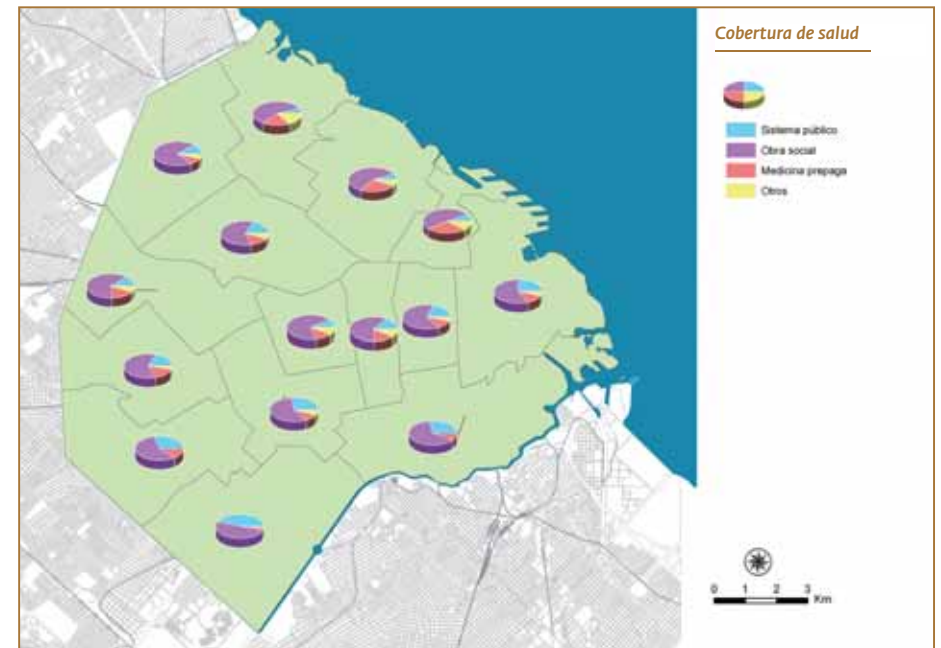 Cobertura de salud
Sistema público
Obra social
Medicina prepaga
Otros
0 1 2 3
Km